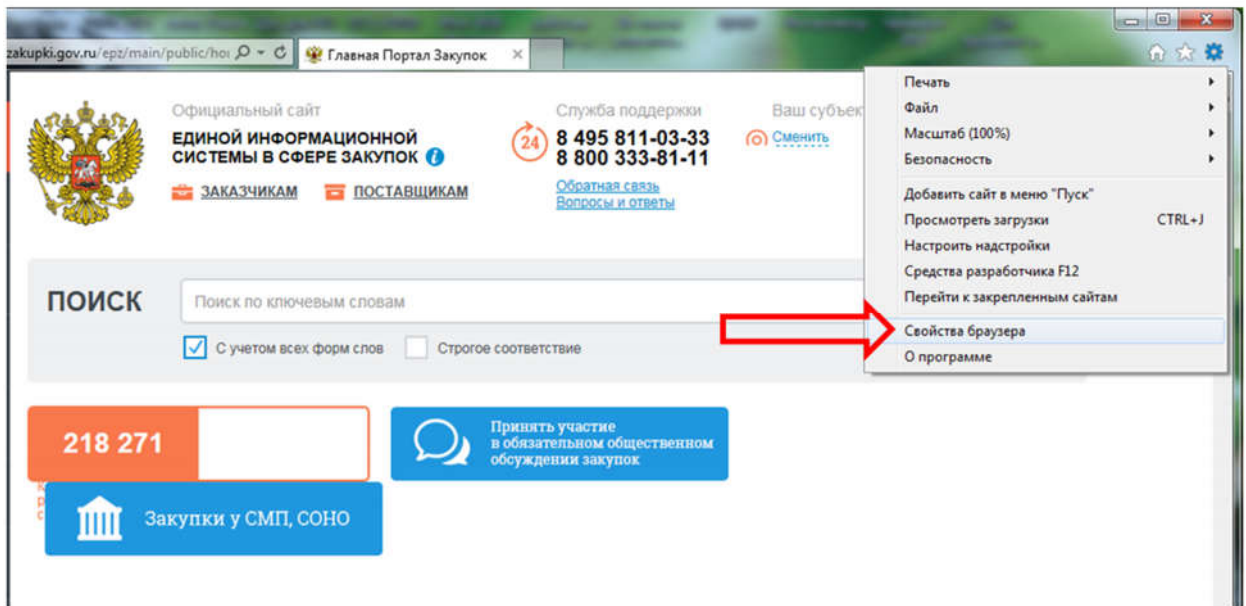 zakupki.gov.ru/epz/main/public/hoı
Главная Портал Закупок
Официальный сайт
ЕДИНОЙ ИНФОРМАЦИОННОЙ
СИСТЕМЫ В СФЕРЕ ЗАКУПОК
ЗАКАЗЧИКАМ ПОСТАВЩИКАМ
24
Служба поддержки
8 495 811-03-33
8 800 333-81-11
Обратная связь
Вопросы и ответы
Ваш субъек
Сменить
Печать
Файл
Масштаб (100%)
Безопасность
Добавить сайт в меню "Пуск"
Просмотреть загрузки CTRL+J
Настроить надстройки
Средства разработчика F12
Перейти к закрепленным сайтам
Свойства браузера
О программе
ПОИСК
Поиск по ключевым словам
С учетом всех форм слов Строгое соответствие
218 271
Принять участие
в обязательном общественном
обсуждении закупок
Закупки у СМП, СОНО